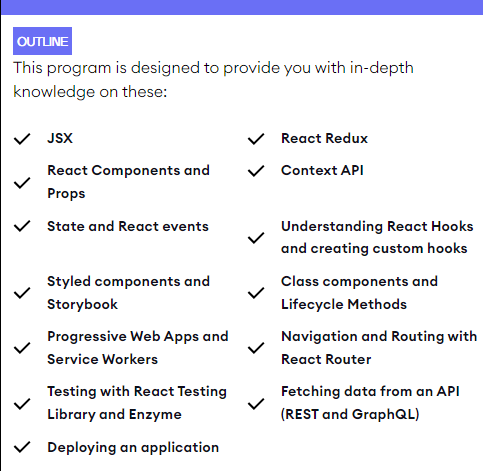 OUTLINE
This program is designed to provide you with in-depth
knowledge on these:
JSX
React Redux
React Components and
Props
Context API
State and React events
Understanding React Hooks
and creating custom hooks
Styled components and
Storybook
Class components and
Lifecycle Methods
Progressive Web Apps and
Service Workers
Navigation and Routing with
React Router
Testing with React Testing
Library and Enzyme
Fetching data from an API
(REST and GraphQL)
Deploying an application